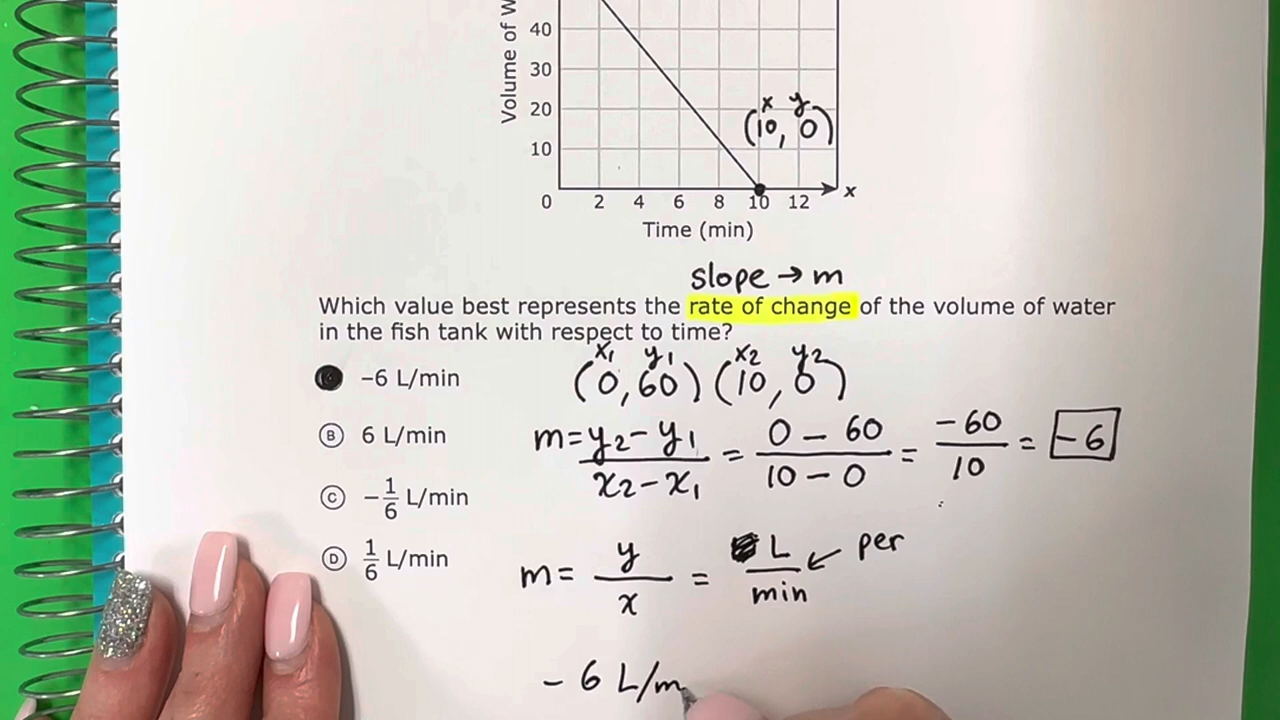 Volume of W
40
30
20
10
0 2 4 6 8 10 12
x
Time (min)
x y
(10, 0)
slope → m
Which value best represents the rate of change of the volume of water
in the fish tank with respect to time?
-6 L/min
B 6 L/min
C -1/6 L/min
D 1/6 L/min
x₁ y₁ x₂ y₂
(0, 60) (10, 0)
m = y₂ - y₁ / x₂ - x₁ = 0 - 60 / 10 - 0 = -60 / 10 = -6
m = y / x = L / min ← per
- 6 L/m